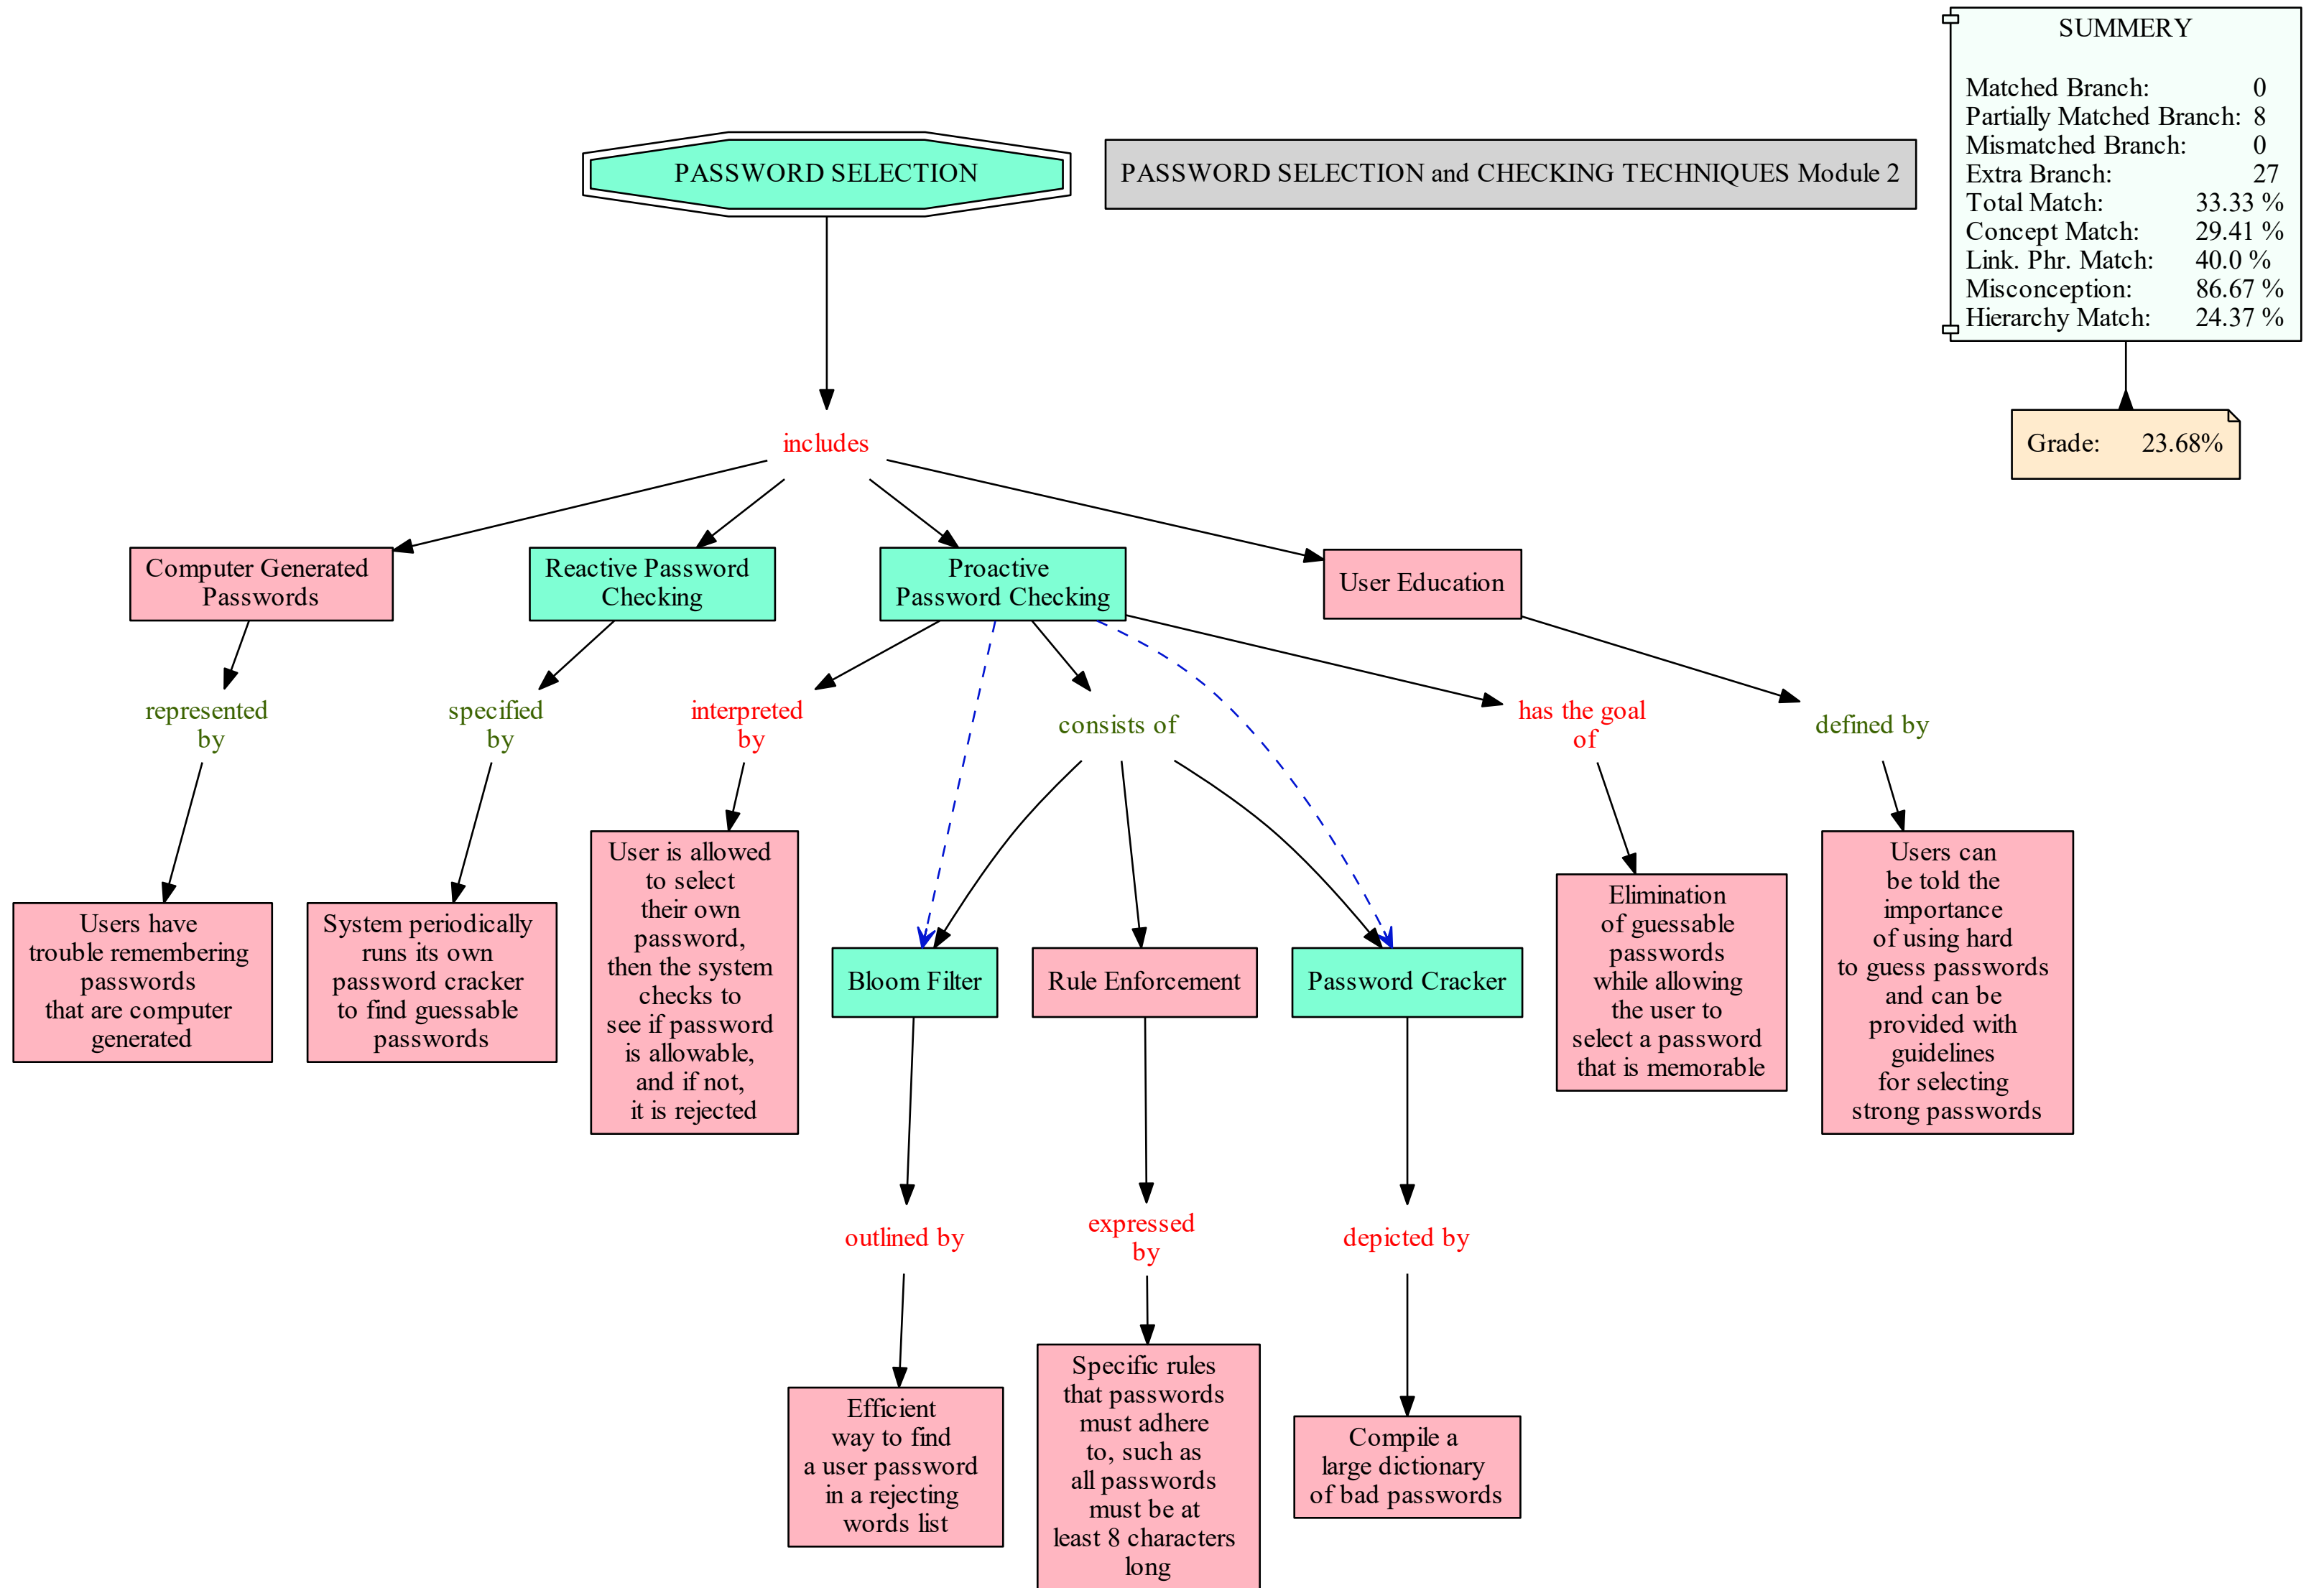 PASSWORD SELECTION
PASSWORD SELECTION and CHECKING TECHNIQUES Module 2
SUMMERY
Matched Branch: 0
Partially Matched Branch: 8
Mismatched Branch: 0
Extra Branch: 27
Total Match: 33.33 %
Concept Match: 29.41 %
Link. Phr. Match: 40.0 %
Misconception: 86.67 %
Hierarchy Match: 24.37 %
Grade: 23.68%
includes
Computer Generated
Passwords
Reactive Password
Checking
Proactive
Password Checking
User Education
represented
by
specified
by
interpreted
by
consists of
has the goal
of
defined by
Users have
trouble remembering
passwords
that are computer
generated
System periodically
runs its own
password cracker
to find guessable
passwords
User is allowed
to select
their own
password,
then the system
checks to
see if password
is allowable,
and if not,
it is rejected
Bloom Filter
Rule Enforcement
Password Cracker
Elimination
of guessable
passwords
while allowing
the user to
select a password
that is memorable
Users can
be told the
importance
of using hard
to guess passwords
and can be
provided with
guidelines
for selecting
strong passwords
outlined by
expressed
by
depicted by
Efficient
way to find
a user password
in a rejecting
words list
Specific rules
that passwords
must adhere
to, such as
all passwords
must be at
least 8 characters
long
Compile a
large dictionary
of bad passwords